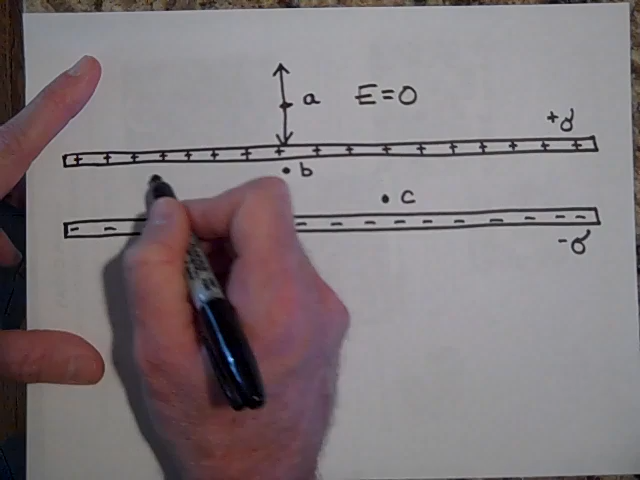 a E=0
+σ
+ + + + + + + + + + + + + + + + +
b
c
- - - - - - - - - - - -
-σ